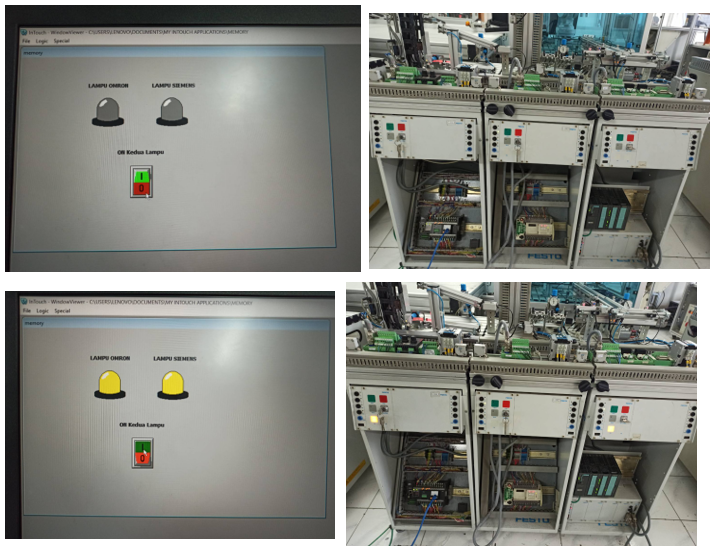 InTouch - WindowViewer - C:\USERS\LENOVO\DOCUMENTS\MY INTOUCH APPLICATIONS\MEMORY
File Logic Special
memory
LAMPU OMRON LAMPU SIEMENS
ON Kedua Lampu
I
0
FESTO
InTouch - WindowViewer - C:\USERS\LENOVO\DOCUMENTS\MY INTOUCH APPLICATIONS\MEMORY
File Logic Special
memory
LAMPU OMRON LAMPU SIEMENS
ON Kedua Lampu
I
0
FESTO